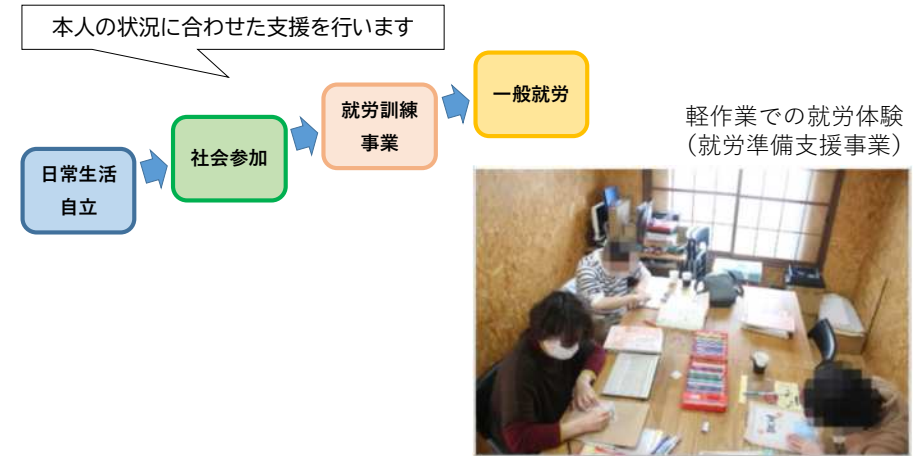 本人の状況に合わせた支援を行います
日常生活
自立
社会参加
就労訓練
事業
一般就労
軽作業での就労体験
（就労準備支援事業）